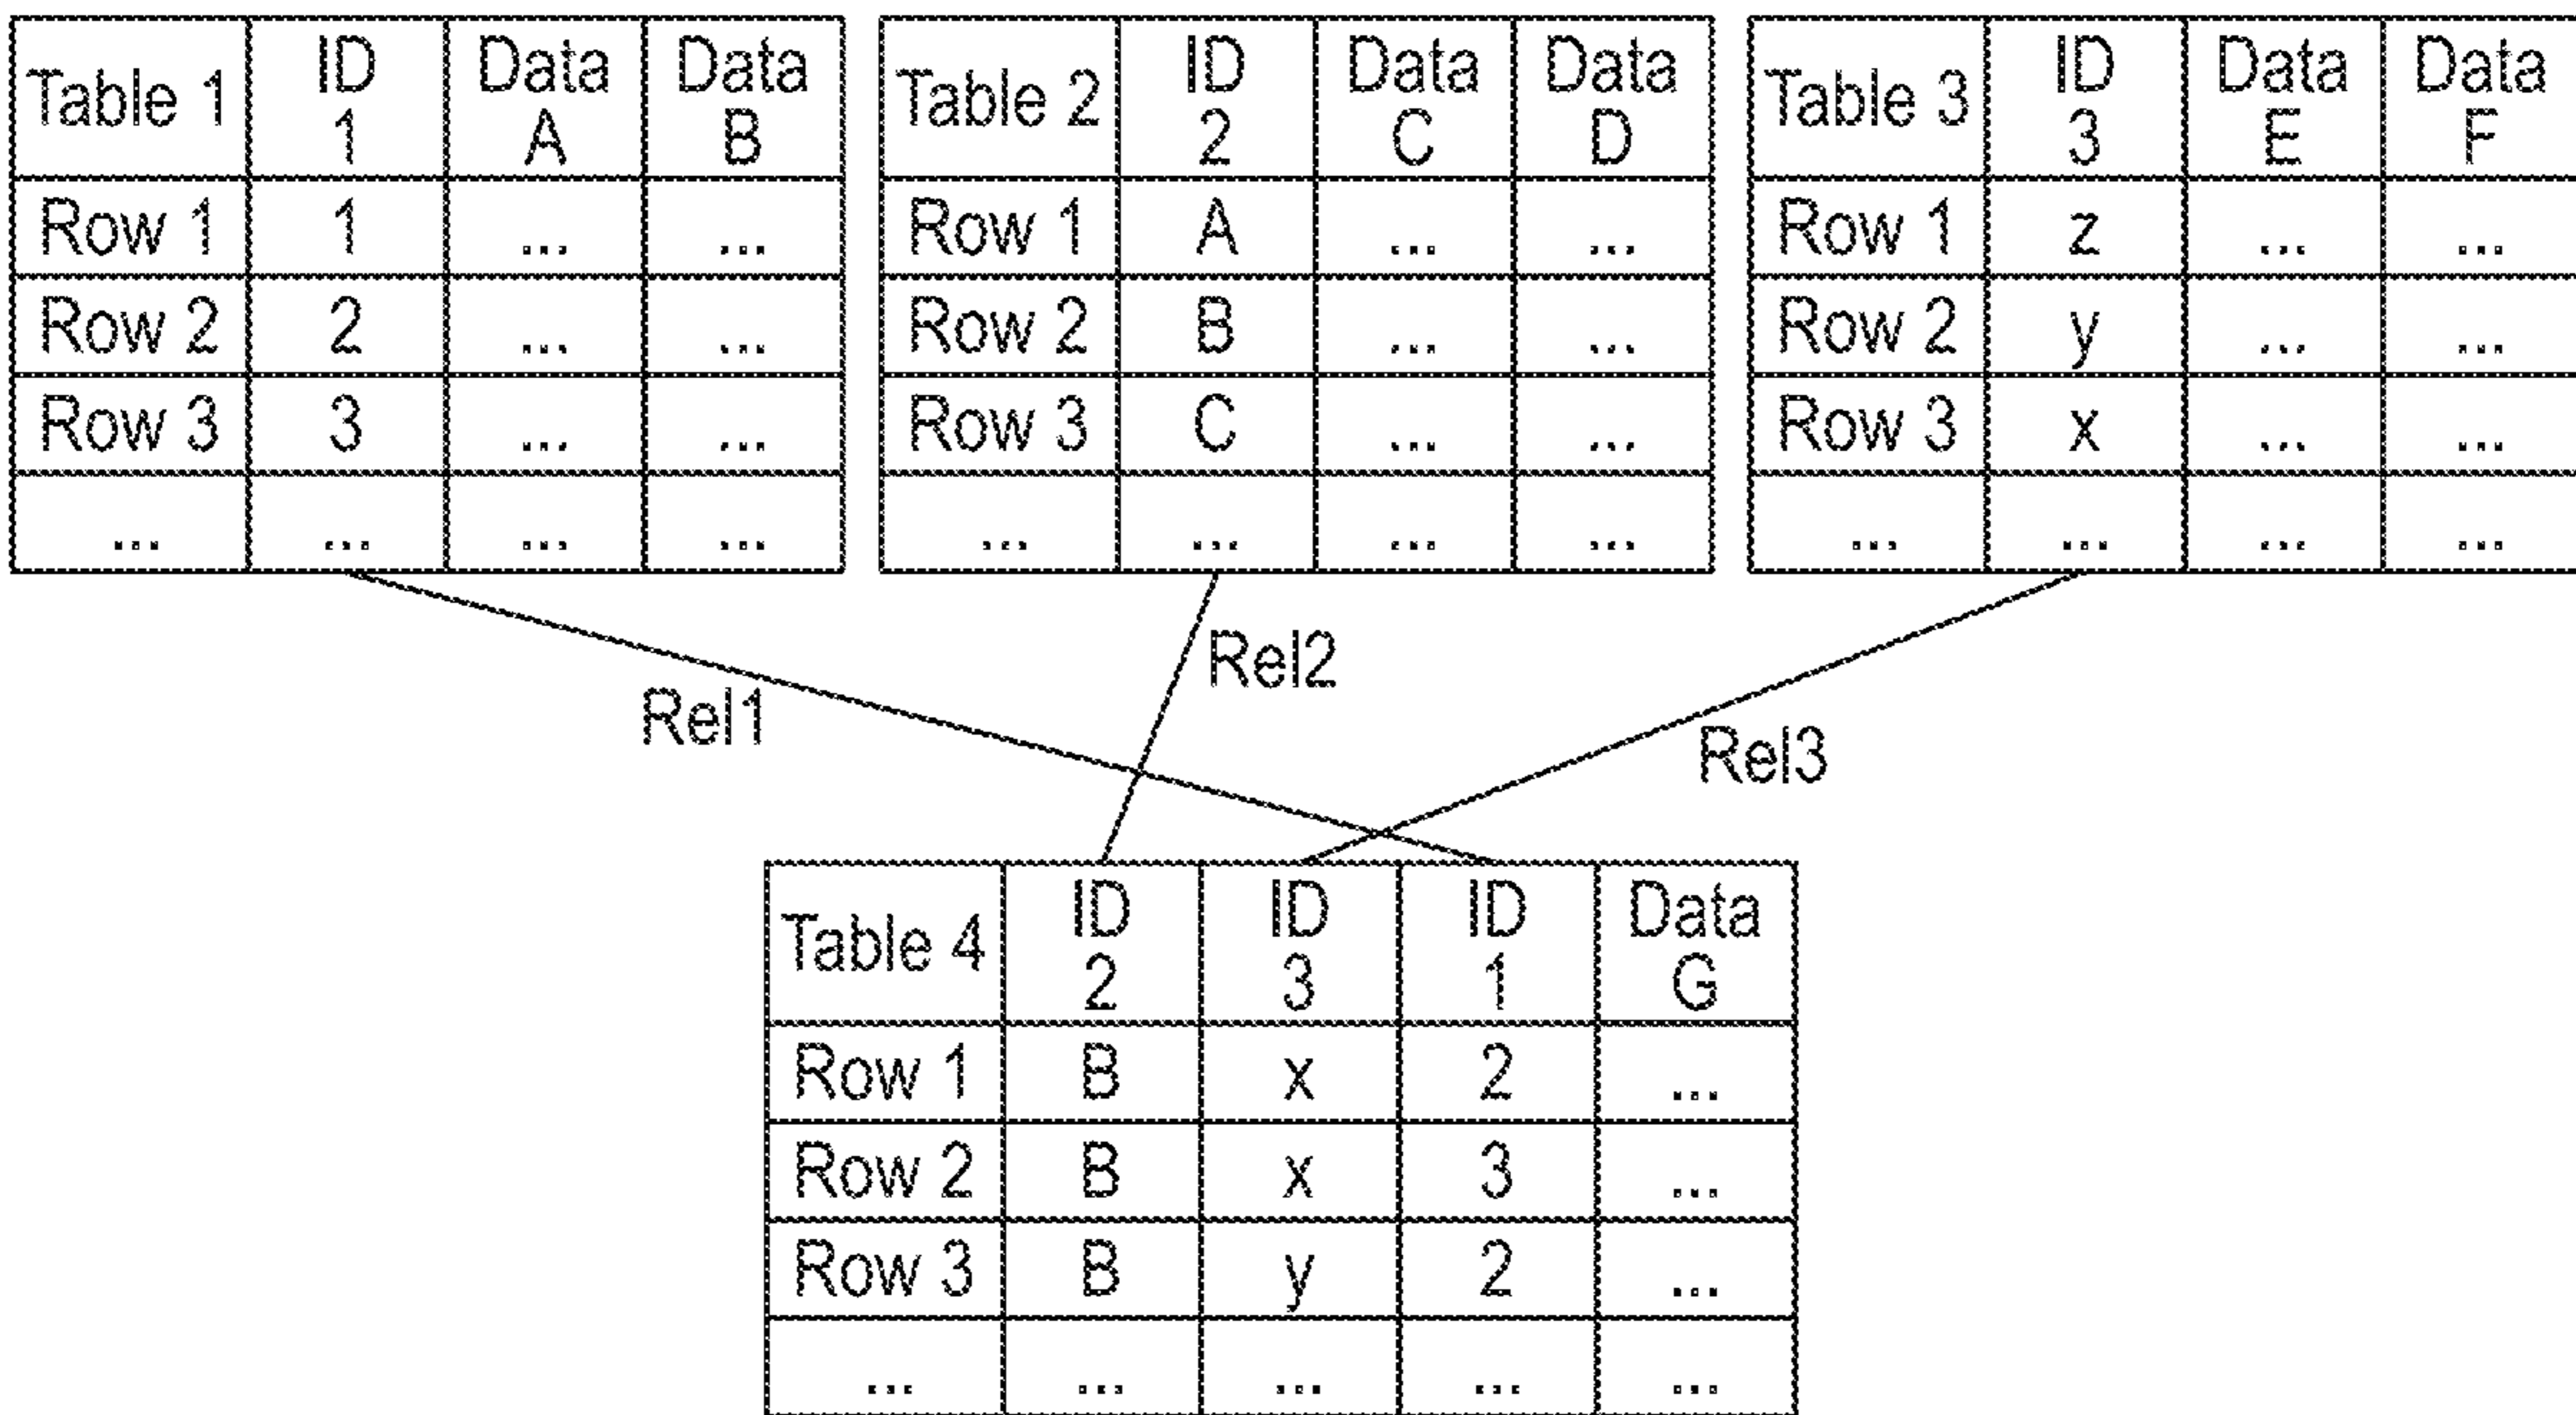 Table 1 ID 1 Data A Data B
Row 1 1 ... ...
Row 2 2 ... ...
Row 3 3 ... ...
... ... ... ...
Table 2 ID 2 Data C Data D
Row 1 A ... ...
Row 2 B ... ...
Row 3 C ... ...
... ... ... ...
Table 3 ID 3 Data E Data F
Row 1 z ... ...
Row 2 y ... ...
Row 3 x ... ...
... ... ... ...
Rel1
Rel2
Rel3
Table 4 ID 2 ID 3 ID 1 Data G
Row 1 B x 2 ...
Row 2 B x 3 ...
Row 3 B y 2 ...
... ... ... ... ...